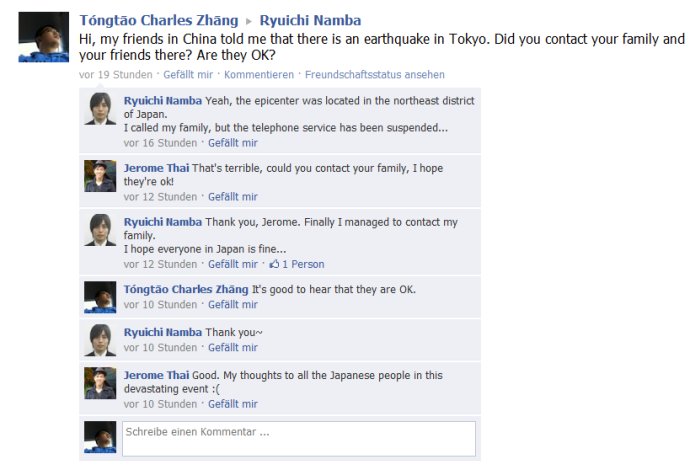 Tóngtão Charles Zhāng ▸ Ryuichi Namba
Hi, my friends in China told me that there is an earthquake in Tokyo. Did you contact your family and
your friends there? Are they OK?
vor 19 Stunden · Gefällt mir · Kommentieren · Freundschaftsstatus ansehen
Ryuichi Namba Yeah, the epicenter was located in the northeast district
of Japan.
I called my family, but the telephone service has been suspended...
vor 16 Stunden · Gefällt mir
Jerome Thai That's terrible, could you contact your family, I hope
they're ok!
vor 12 Stunden · Gefällt mir
Ryuichi Namba Thank you, Jerome. Finally I managed to contact my
family.
I hope everyone in Japan is fine...
vor 12 Stunden · Gefällt mir · 1 Person
Tóngtão Charles Zhāng It's good to hear that they are OK.
vor 10 Stunden · Gefällt mir
Ryuichi Namba Thank you~
vor 10 Stunden · Gefällt mir
Jerome Thai Good. My thoughts to all the Japanese people in this
devastating event :(
vor 10 Stunden · Gefällt mir
Schreibe einen Kommentar ...